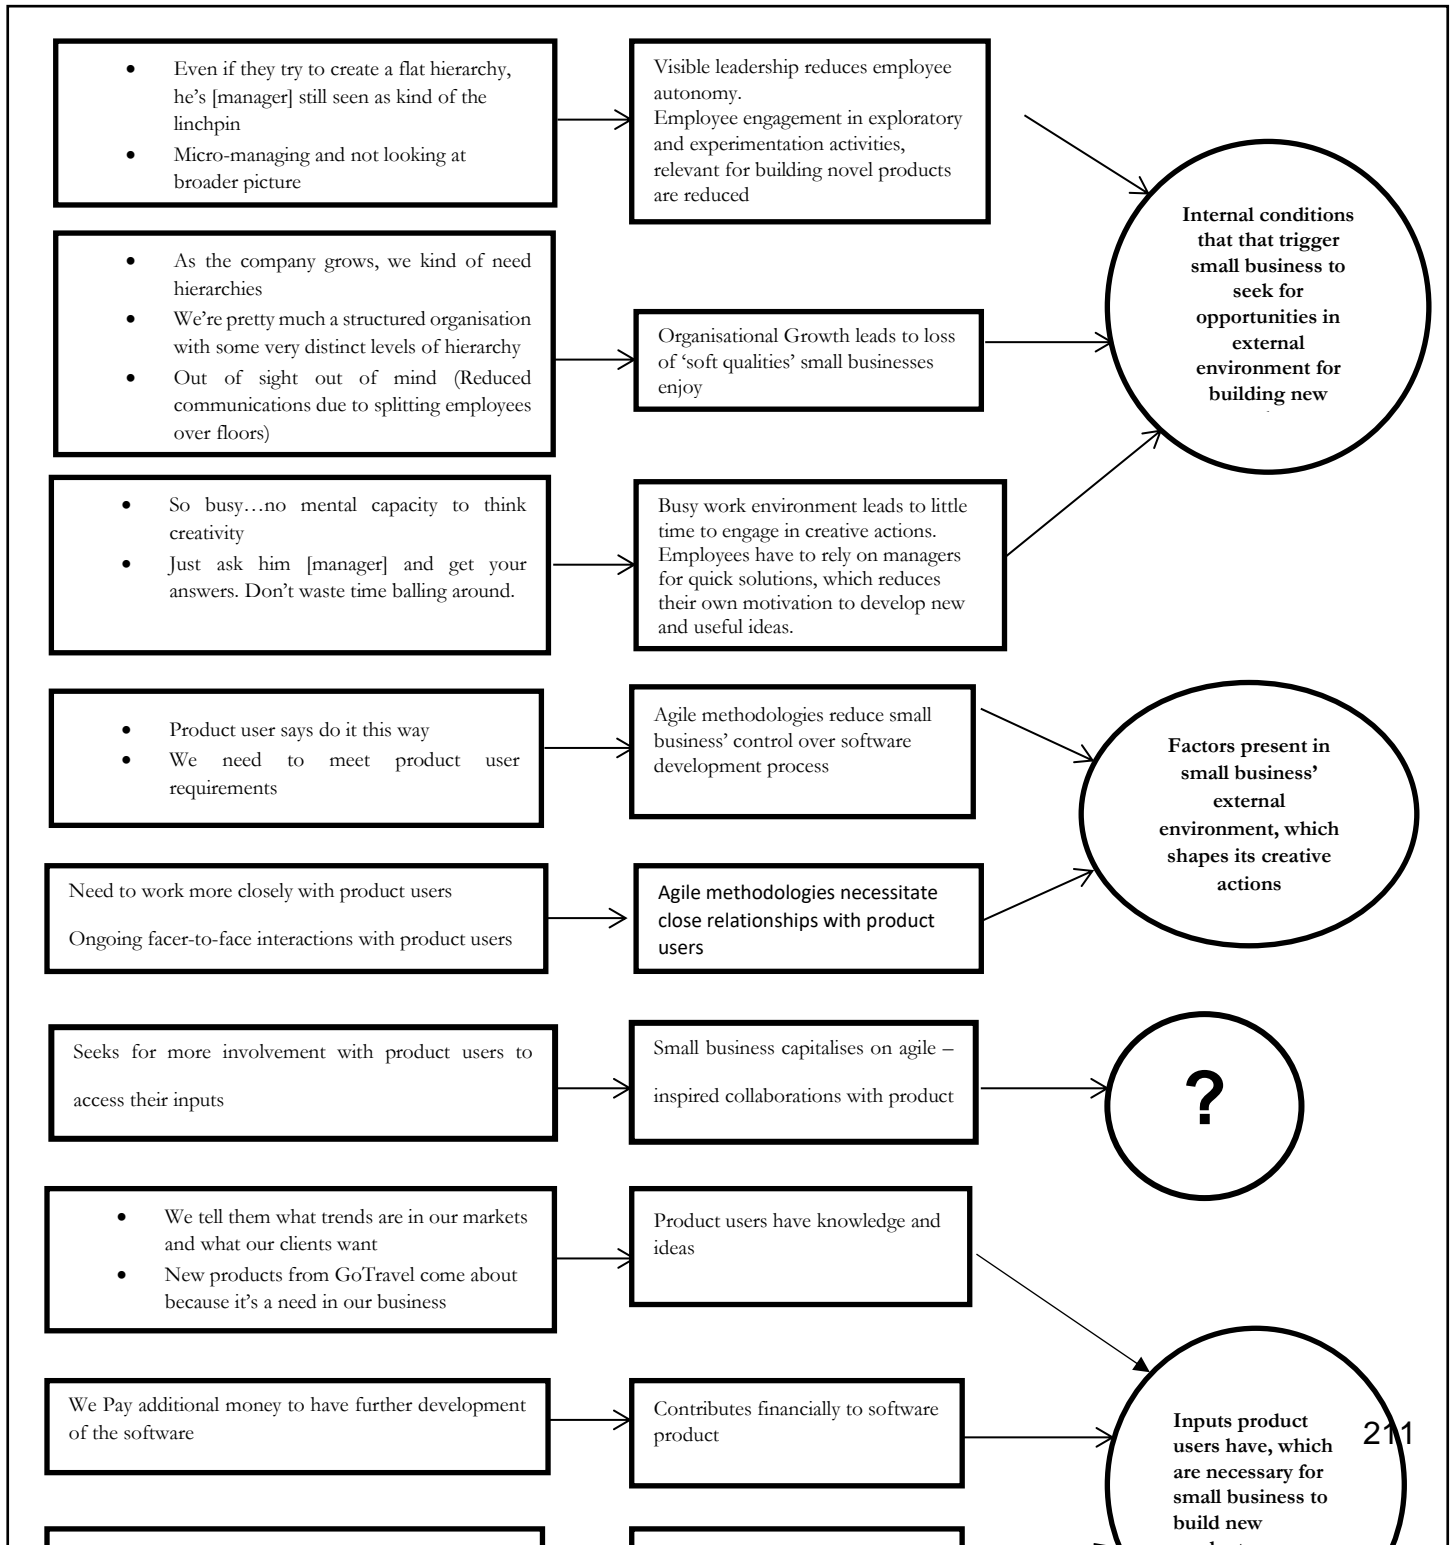 • Even if they try to create a flat hierarchy,
he's [manager] still seen as kind of the
linchpin
• Micro-managing and not looking at
broader picture
Visible leadership reduces employee
autonomy.
Employee engagement in exploratory
and experimentation activities,
relevant for building novel products
are reduced
Internal conditions
that that trigger
small business to
seek for
opportunities in
external
environment for
building new
• As the company grows, we kind of need
hierarchies
• We're pretty much a structured organisation
with some very distinct levels of hierarchy
• Out of sight out of mind (Reduced
communications due to splitting employees
over floors)
Organisational Growth leads to loss
of 'soft qualities' small businesses
enjoy
• So busy…no mental capacity to think
creativity
• Just ask him [manager] and get your
answers. Don't waste time balling around.
Busy work environment leads to little
time to engage in creative actions.
Employees have to rely on managers
for quick solutions, which reduces
their own motivation to develop new
and useful ideas.
• Product user says do it this way
• We need to meet product user
requirements
Agile methodologies reduce small
business' control over software
development process
Factors present in
small business'
external
environment, which
shapes its creative
actions
Need to work more closely with product users
Ongoing facer-to-face interactions with product users
Agile methodologies necessitate
close relationships with product
users
Seeks for more involvement with product users to
access their inputs
Small business capitalises on agile –
inspired collaborations with product
?
• We tell them what trends are in our markets
and what our clients want
• New products from GoTravel come about
because it's a need in our business
Product users have knowledge and
ideas
We Pay additional money to have further development
of the software
Contributes financially to software
product
Inputs product
users have, which
are necessary for
small business to
build new
211